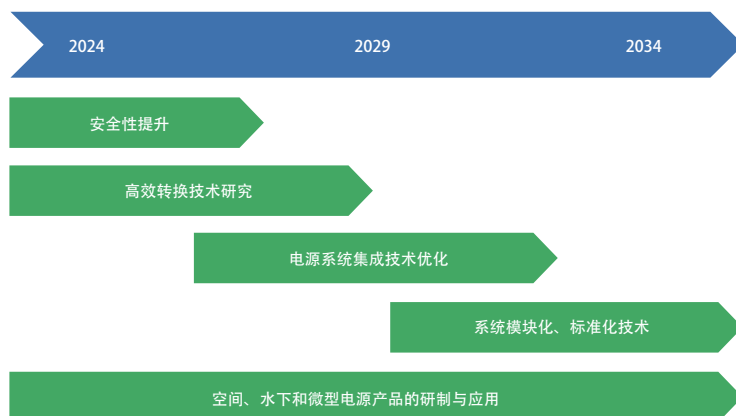 2024 2029 2034
安全性提升
高效转换技术研究
电源系统集成技术优化
系统模块化、标准化技术
空间、水下和微型电源产品的研制与应用